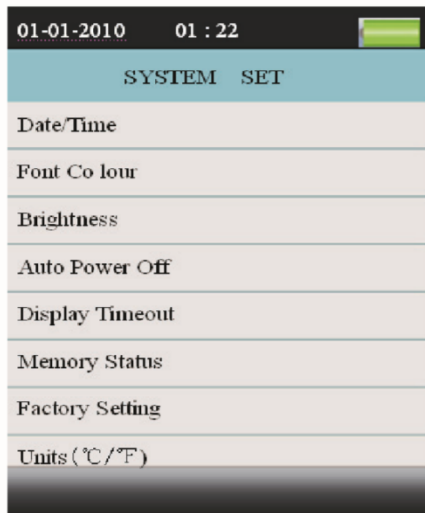 01-01-2010 01 : 22
SYSTEM SET
Date/Time
Font Co lour
Brightness
Auto Power Off
Display Timeout
Memory Status
Factory Setting
Units (℃/℉)